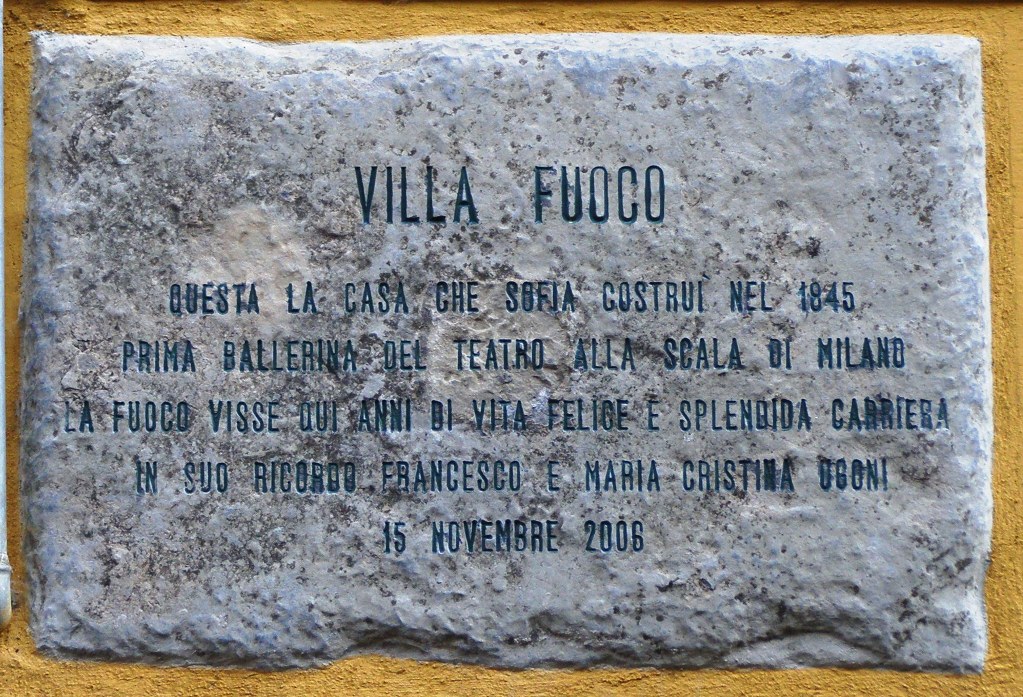 VILLA FUOCO
QUESTA LA CASA CHE SOFIA COSTRUÌ NEL 1845
PRIMA BALLERINA DEL TEATRO ALLA SCALA DI MILANO
LA FUOCO VISSE QUI ANNI DI VITA FELICE E SPLENDIDA CARRIERA
IN SUO RICORDO FRANCESCO E MARIA CRISTINA OGGNI
15 NOVEMBRE 2006